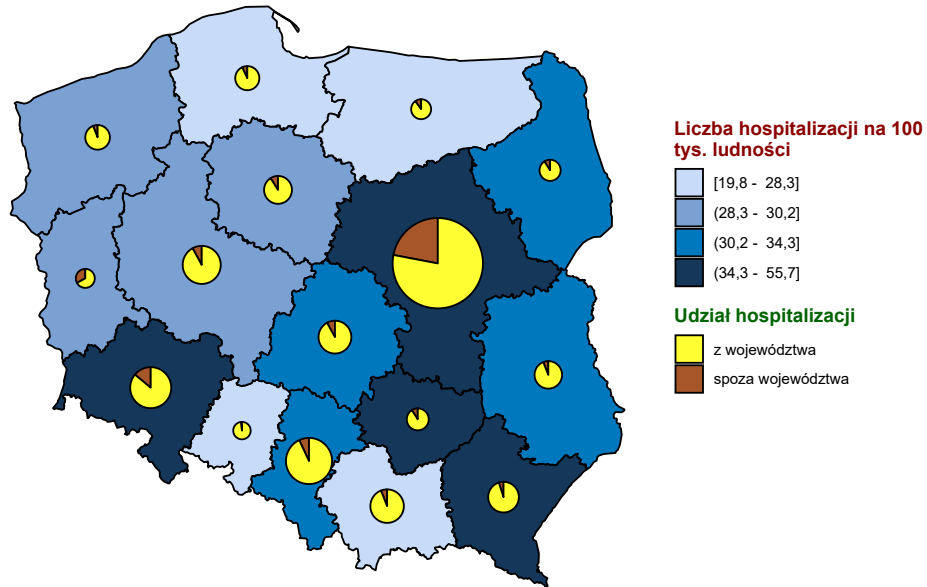 Liczba hospitalizacji na 100
tys. ludności
[19,8 - 28,3]
(28,3 - 30,2]
(30,2 - 34,3]
(34,3 - 55,7]
Udział hospitalizacji
z województwa
spoza województwa